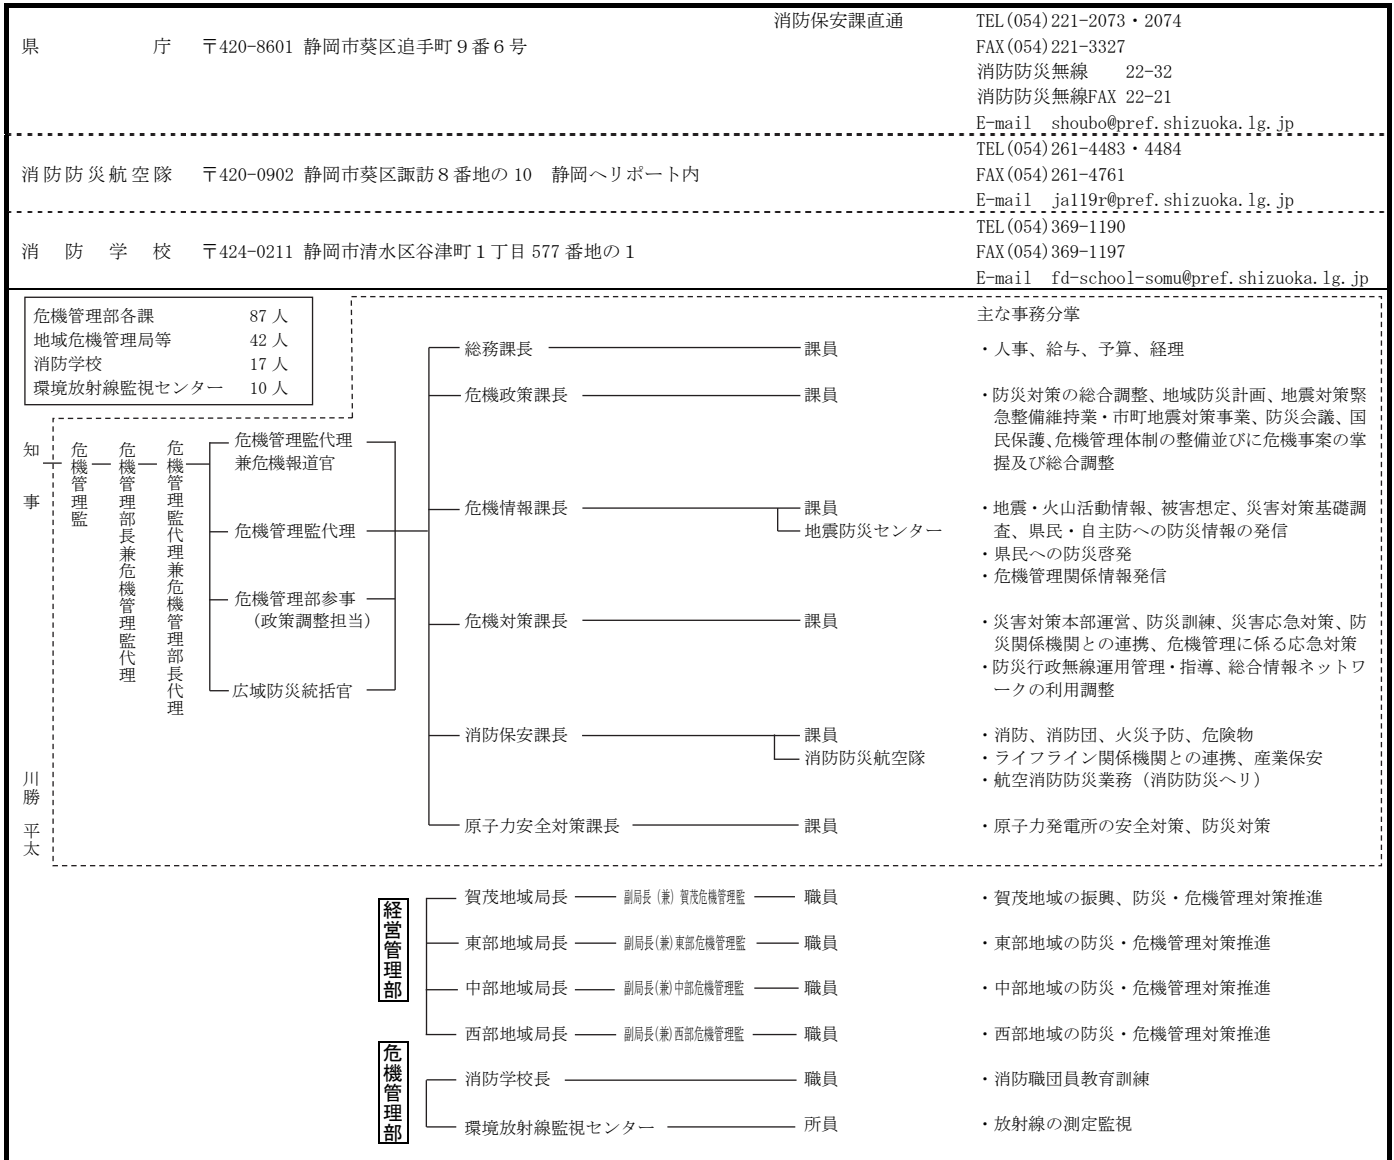 消防保安課直通 TEL(054)221-2073・2074
県庁 〒420-8601 静岡市葵区追手町９番６号 FAX(054)221-3327
消防防災無線 22-32
消防防災無線FAX 22-21
E-mail shoubo@pref.shizuoka.lg.jp
TEL(054)261-4483・4484
消防防災航空隊 〒420-0902 静岡市葵区諏訪８番地の 10 静岡ヘリポート内 FAX(054)261-4761
E-mail ja119r@pref.shizuoka.lg.jp
TEL(054)369-1190
消防学校 〒424-0211 静岡市清水区谷津町１丁目 577 番地の１ FAX(054)369-1197
E-mail fd-school-somu@pref.shizuoka.lg.jp
危機管理部各課 87 人
地域危機管理局等 42 人
消防学校 17 人
環境放射線監視センター 10 人
知事 川勝 平太
危機管理監
危機管理部長兼危機管理監代理
危機管理監代理兼危機管理部長代理
危機管理監代理
兼危機報道官
危機管理監代理
危機管理部参事
（政策調整担当）
広域防災統括官
主な事務分掌
総務課長 課員 ・人事、給与、予算、経理
危機政策課長 課員 ・防災対策の総合調整、地域防災計画、地震対策緊
急整備維持業・市町地震対策事業、防災会議、国
民保護、危機管理体制の整備並びに危機事案の掌
握及び総合調整
危機情報課長 課員 ・地震・火山活動情報、被害想定、災害対策基礎調
地震防災センター 査、県民・自主防への防災情報の発信
・県民への防災啓発
・危機管理関係情報発信
危機対策課長 課員 ・災害対策本部運営、防災訓練、災害応急対策、防
災関係機関との連携、危機管理に係る応急対策
・防災行政無線運用管理・指導、総合情報ネットワ
ークの利用調整
消防保安課長 課員 ・消防、消防団、火災予防、危険物
消防防災航空隊 ・ライフライン関係機関との連携、産業保安
・航空消防防災業務（消防防災ヘリ）
原子力安全対策課長 課員 ・原子力発電所の安全対策、防災対策
経営管理部
賀茂地域局長 副局長（兼）賀茂危機管理監 職員 ・賀茂地域の振興、防災・危機管理対策推進
東部地域局長 副局長(兼)東部危機管理監 職員 ・東部地域の防災・危機管理対策推進
中部地域局長 副局長(兼)中部危機管理監 職員 ・中部地域の防災・危機管理対策推進
西部地域局長 副局長(兼)西部危機管理監 職員 ・西部地域の防災・危機管理対策推進
危機管理部
消防学校長 職員 ・消防職団員教育訓練
環境放射線監視センター 所員 ・放射線の測定監視